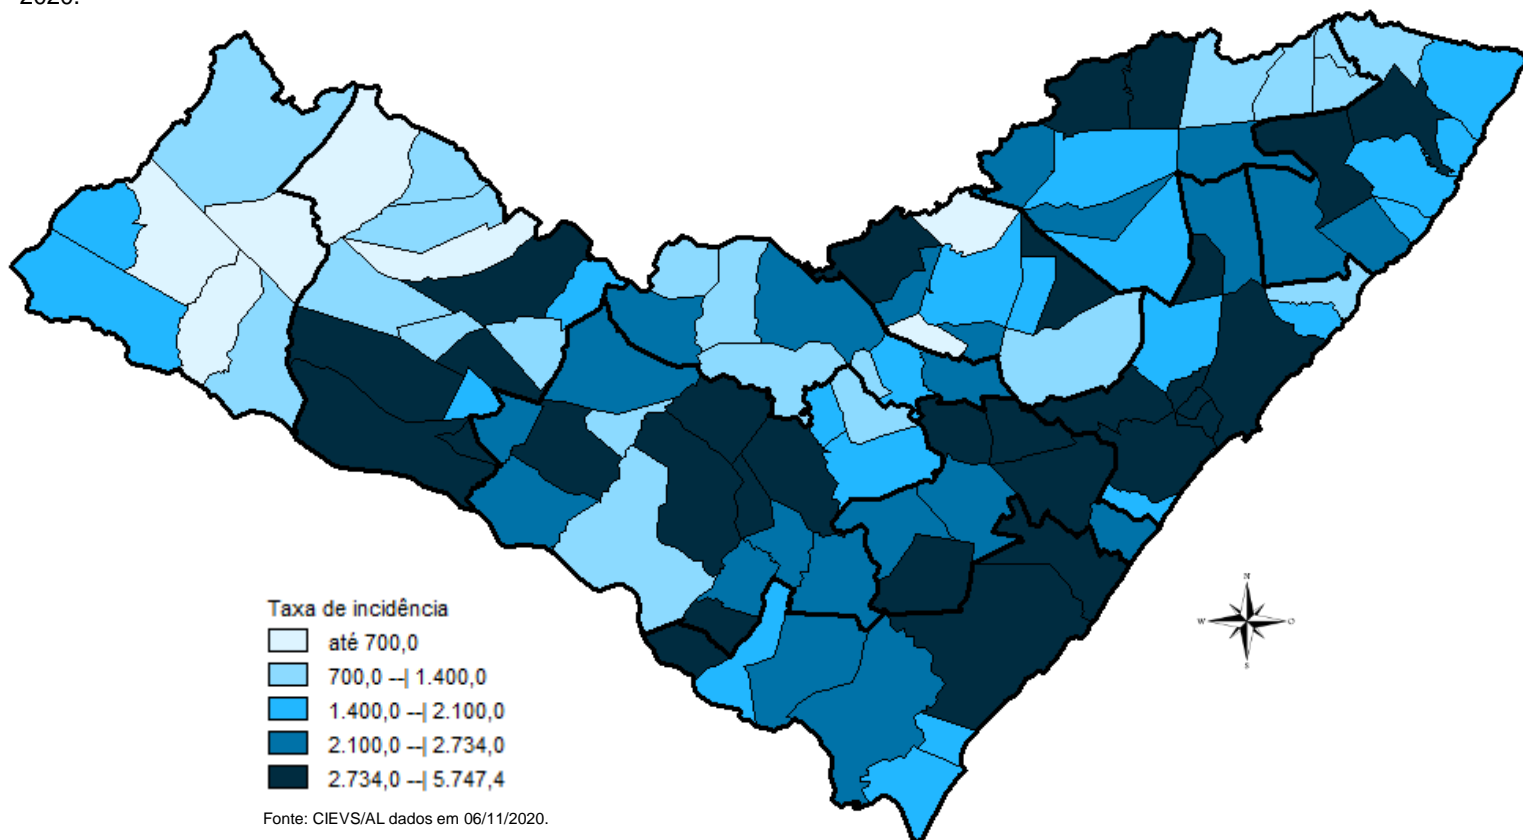 2020.
Taxa de incidência
até 700,0
700,0 --| 1.400,0
1.400,0 --| 2.100,0
2.100,0 --| 2.734,0
2.734,0 --| 5.747,4
Fonte: CIEVS/AL dados em 06/11/2020.
N
W
O
S